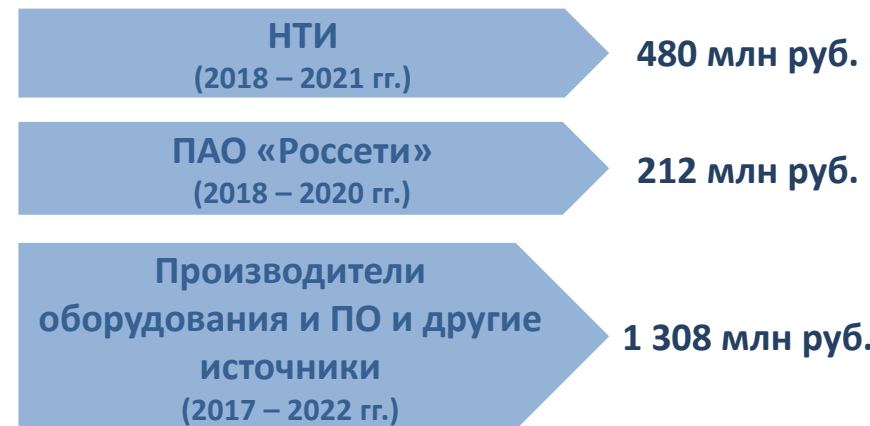 НТИ
(2018 – 2021 гг.)
480 млн руб.
ПАО «Россети»
(2018 – 2020 гг.)
212 млн руб.
Производители
оборудования и ПО и другие
источники
(2017 – 2022 гг.)
1 308 млн руб.